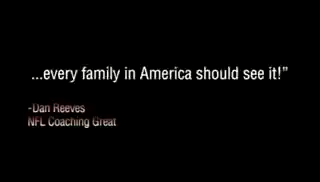 ...every family in America should see it!”
-Dan Reeves
NFL Coaching Great